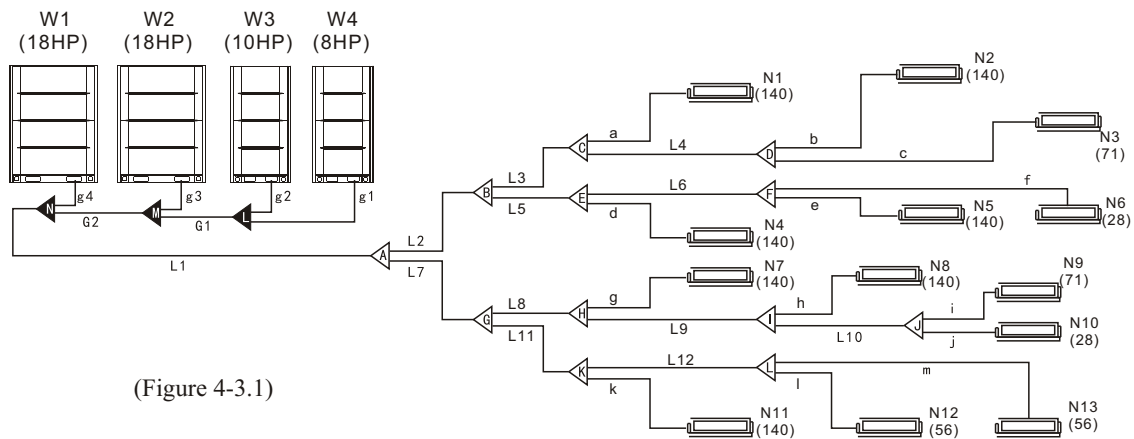 W1
(18HP)
W2
(18HP)
W3
(10HP)
W4
(8HP)
g4
g3
g2
g1
N
M
L
G2
G1
L1
A
L2
L7
B
L3
L5
C
a
N1
(140)
L4
D
b
N2
(140)
c
N3
(71)
E
L6
d
N4
(140)
F
e
N5
(140)
f
N6
(28)
G
L8
L11
H
g
N7
(140)
L9
I
h
N8
(140)
L10
J
i
N9
(71)
j
N10
(28)
K
L12
k
N11
(140)
L
l
N12
(56)
m
N13
(56)
(Figure 4-3.1)